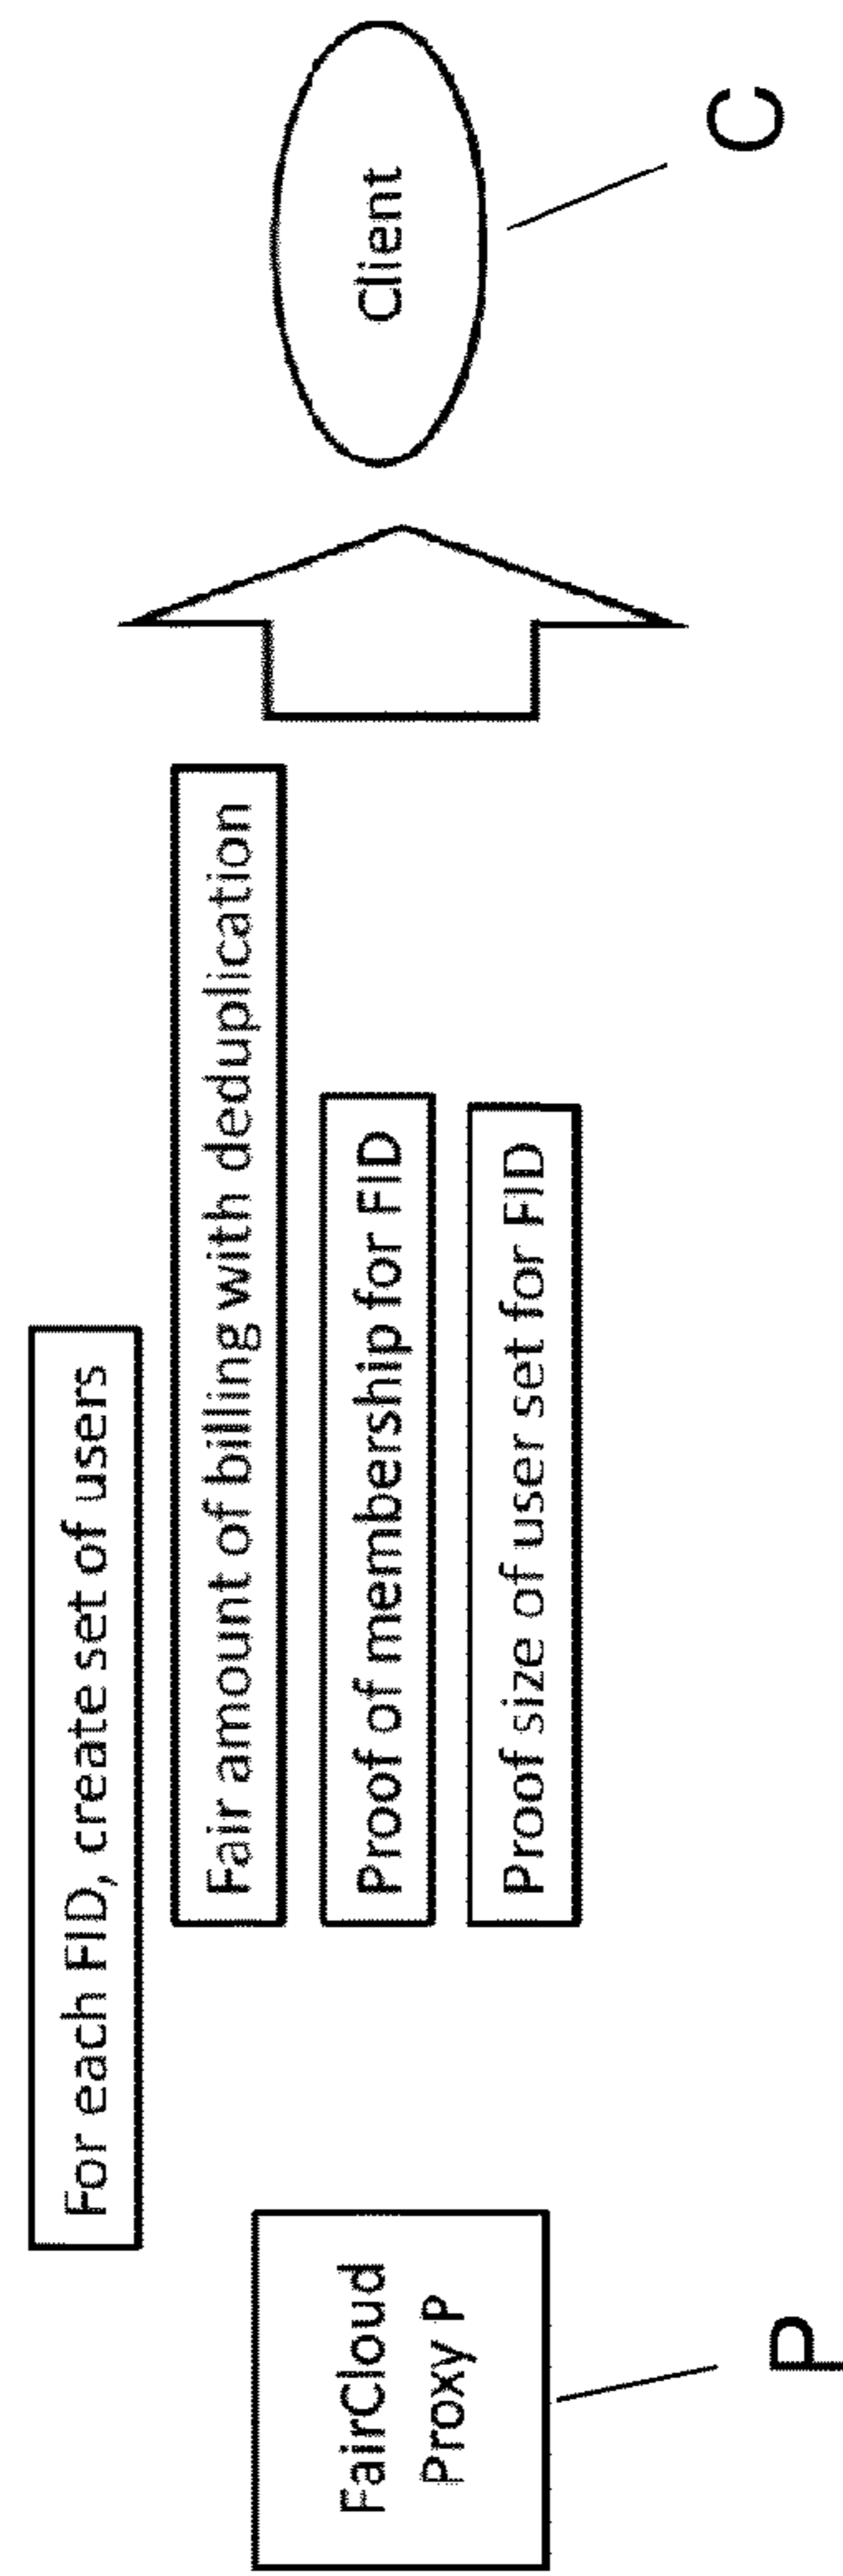 For each FID, create set of users
Fair amount of billing with deduplication
Proof of membership for FID
Proof size of user set for FID
FairCloud
Proxy P
Client
P
C